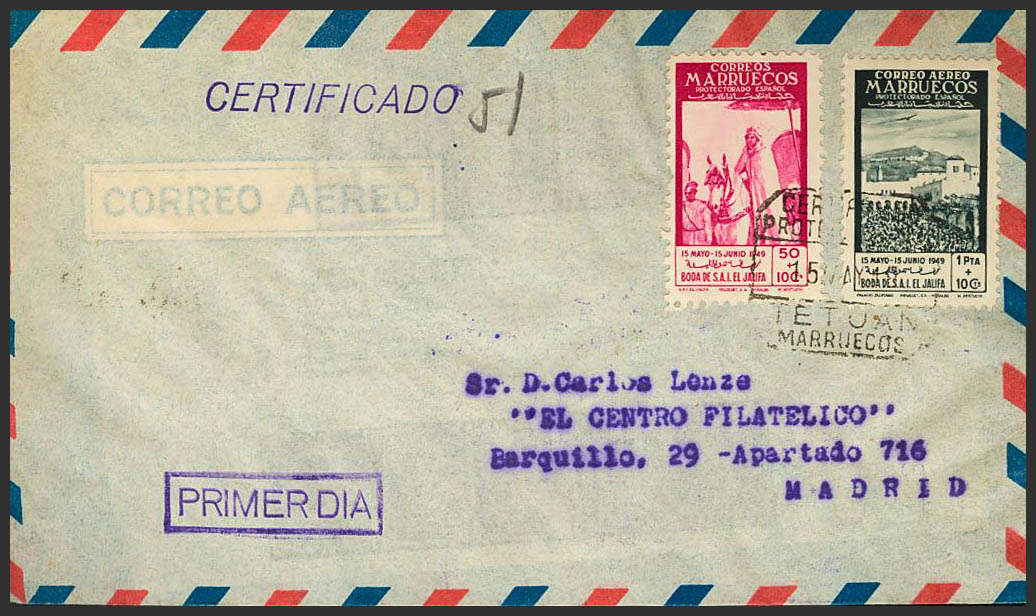 CERTIFICADO
51
CORREO AEREO
CORREOS
MARRUECOS
PROTECTORADO ESPAÑOL
15 MAYO-15 JUNIO 1949
50
+
10 Cs
BODA DE S.A.I. EL JALIFA
CORREO AEREO
MARRUECOS
PROTECTORADO ESPAÑOL
15 MAYO-15 JUNIO 1949
1 PTA
+
10 Cs
BODA DE S.A.I. EL JALIFA
TETUAN
MARRUECOS
Sr. D.Carlos Lenze
"EL CENTRO FILATELICO"
Barquillo, 29 -Apartado 716
MADRID
PRIMER DIA